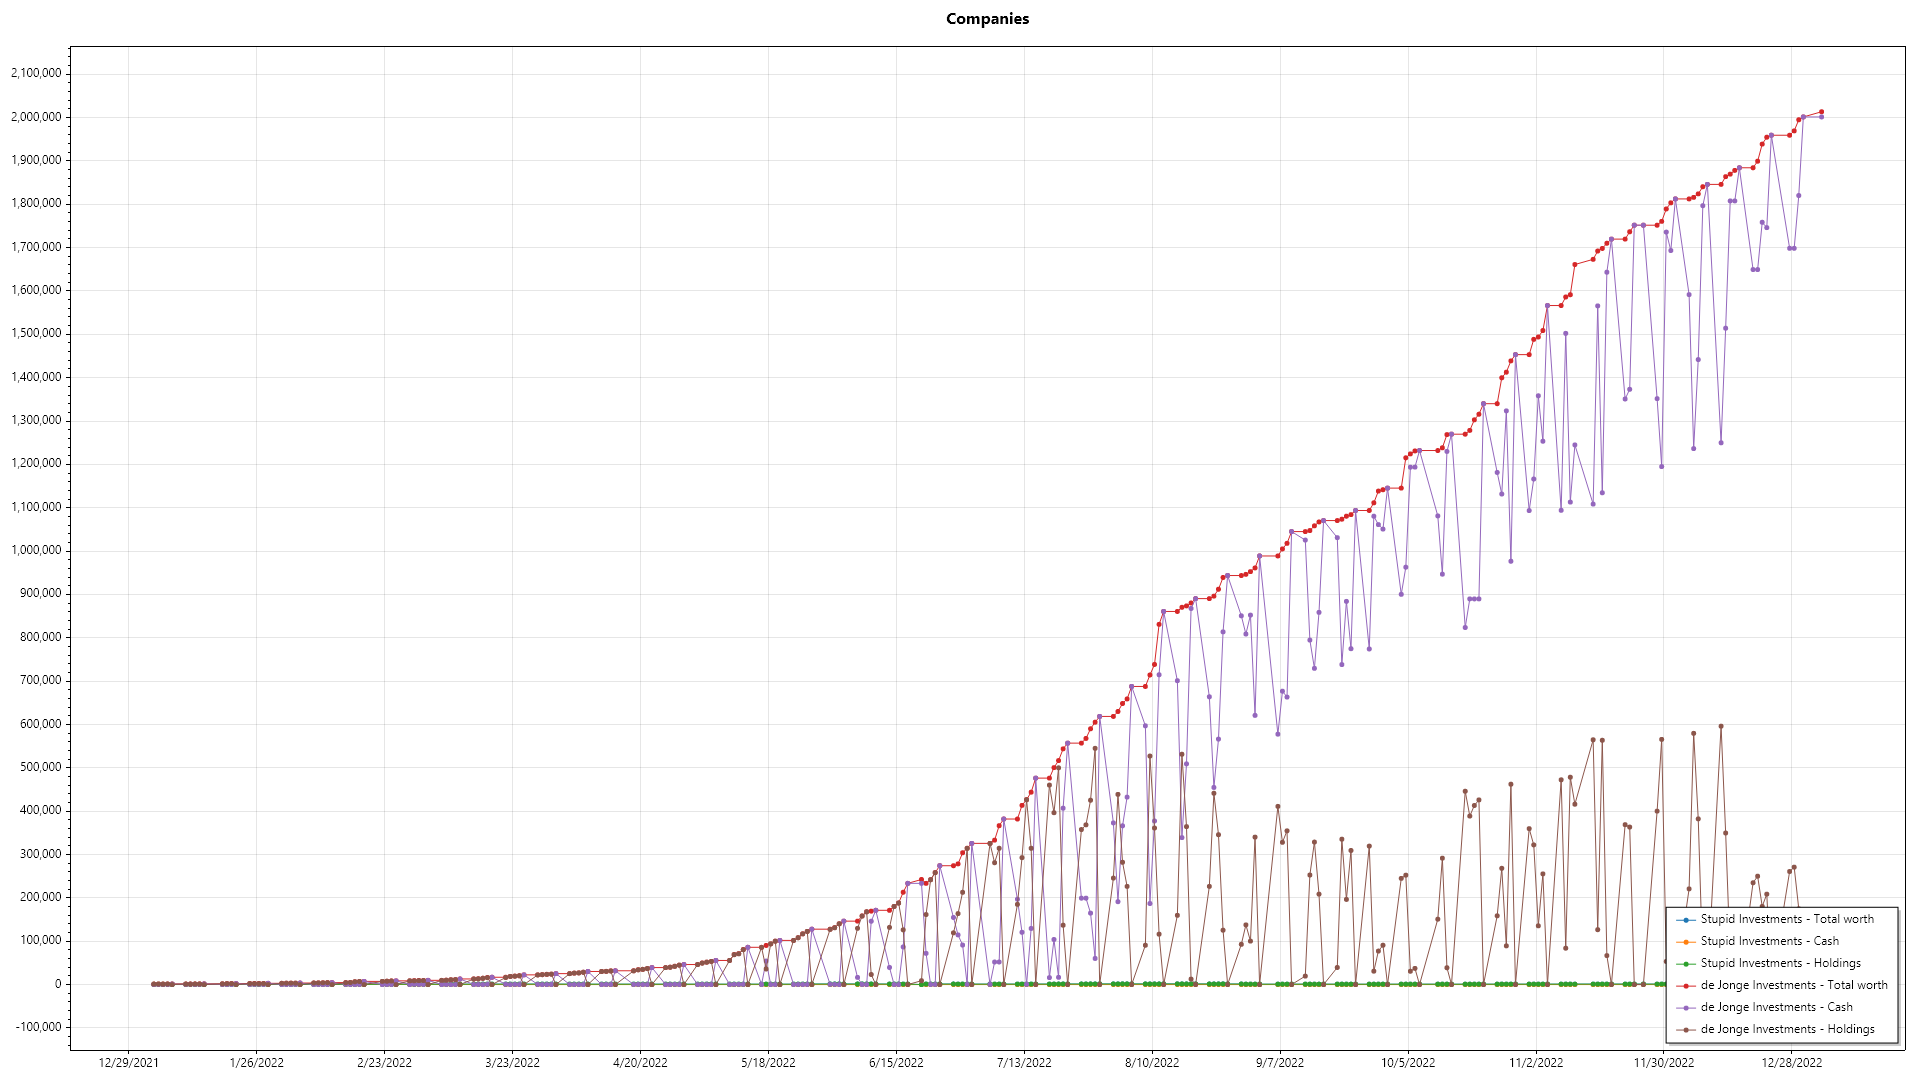 Companies
2,100,000
2,000,000
1,900,000
1,800,000
1,700,000
1,600,000
1,500,000
1,400,000
1,300,000
1,200,000
1,100,000
1,000,000
900,000
800,000
700,000
600,000
500,000
400,000
300,000
200,000
100,000
0
-100,000
Stupid Investments - Total worth
Stupid Investments - Cash
Stupid Investments - Holdings
de Jonge Investments - Total worth
de Jonge Investments - Cash
de Jonge Investments - Holdings
12/29/2021 1/26/2022 2/23/2022 3/23/2022 4/20/2022 5/18/2022 6/15/2022 7/13/2022 8/10/2022 9/7/2022 10/5/2022 11/2/2022 11/30/2022 12/28/2022